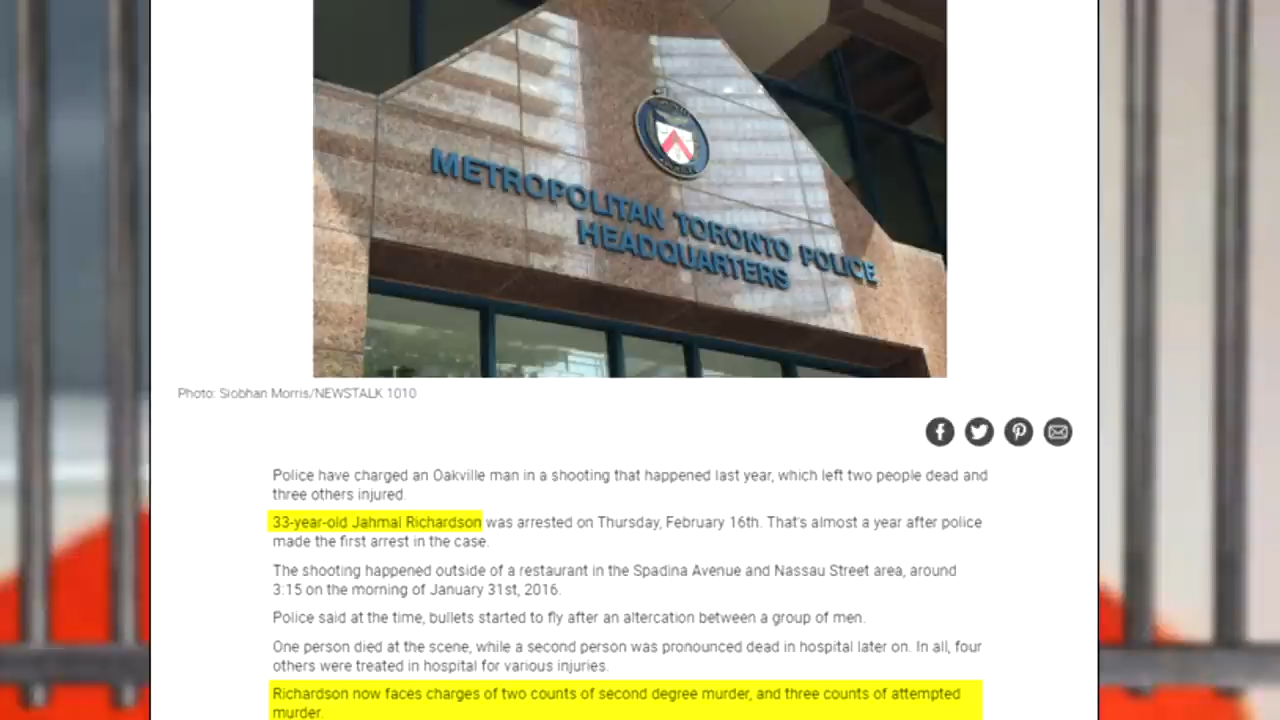 METROPOLITAN TORONTO POLICE
HEADQUARTERS
Photo: Siobhan Morris/NEWSTALK 1010
Police have charged an Oakville man in a shooting that happened last year, which left two people dead and
three others injured.
33-year-old Jahmal Richardson was arrested on Thursday, February 16th. That's almost a year after police
made the first arrest in the case.
The shooting happened outside of a restaurant in the Spadina Avenue and Nassau Street area, around
3:15 on the morning of January 31st, 2016.
Police said at the time, bullets started to fly after an altercation between a group of men.
One person died at the scene, while a second person was pronounced dead in hospital later on. In all, four
others were treated in hospital for various injuries.
Richardson now faces charges of two counts of second degree murder, and three counts of attempted
murder.